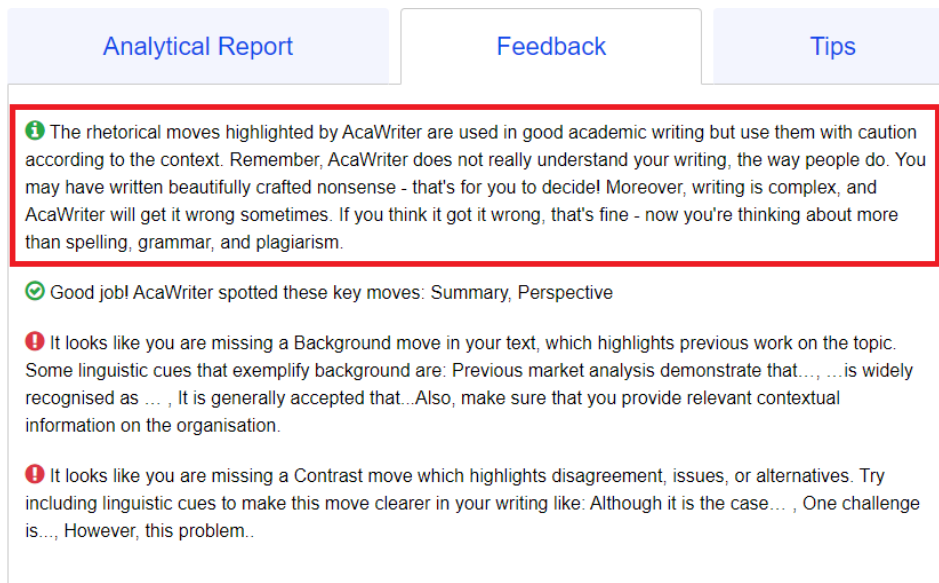 Analytical Report
Feedback
Tips
The rhetorical moves highlighted by AcaWriter are used in good academic writing but use them with caution
according to the context. Remember, AcaWriter does not really understand your writing, the way people do. You
may have written beautifully crafted nonsense - that's for you to decide! Moreover, writing is complex, and
AcaWriter will get it wrong sometimes. If you think it got it wrong, that's fine - now you're thinking about more
than spelling, grammar, and plagiarism.
Good job! AcaWriter spotted these key moves: Summary, Perspective
It looks like you are missing a Background move in your text, which highlights previous work on the topic.
Some linguistic cues that exemplify background are: Previous market analysis demonstrate that…, …is widely
recognised as … , It is generally accepted that...Also, make sure that you provide relevant contextual
information on the organisation.
It looks like you are missing a Contrast move which highlights disagreement, issues, or alternatives. Try
including linguistic cues to make this move clearer in your writing like: Although it is the case… , One challenge
is..., However, this problem..